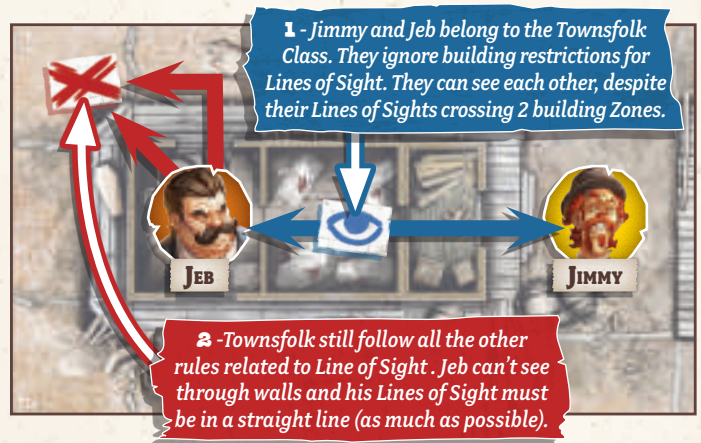 1 - Jimmy and Jeb belong to the Townsfolk
Class. They ignore building restrictions for
Lines of Sight. They can see each other, despite
their Lines of Sights crossing 2 building Zones.
Jeb
Jimmy
2 -Townsfolk still follow all the other
rules related to Line of Sight . Jeb can't see
through walls and his Lines of Sight must
be in a straight line (as much as possible).